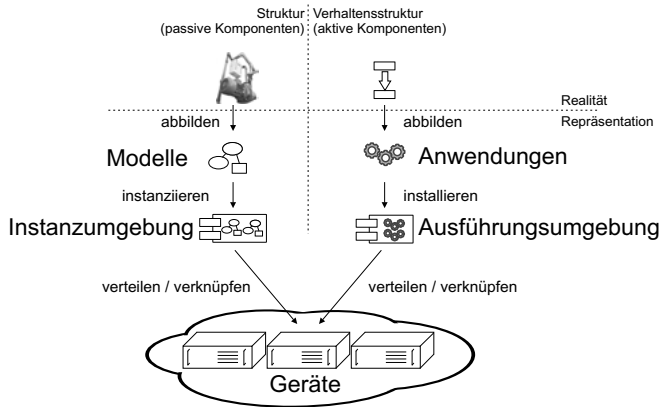 Struktur
(passive Komponenten)
Verhaltensstruktur
(aktive Komponenten)
Realität
Repräsentation
abbilden
abbilden
Modelle
Anwendungen
instanziieren
installieren
Instanzumgebung
Ausführungsumgebung
verteilen / verknüpfen
verteilen / verknüpfen
Geräte